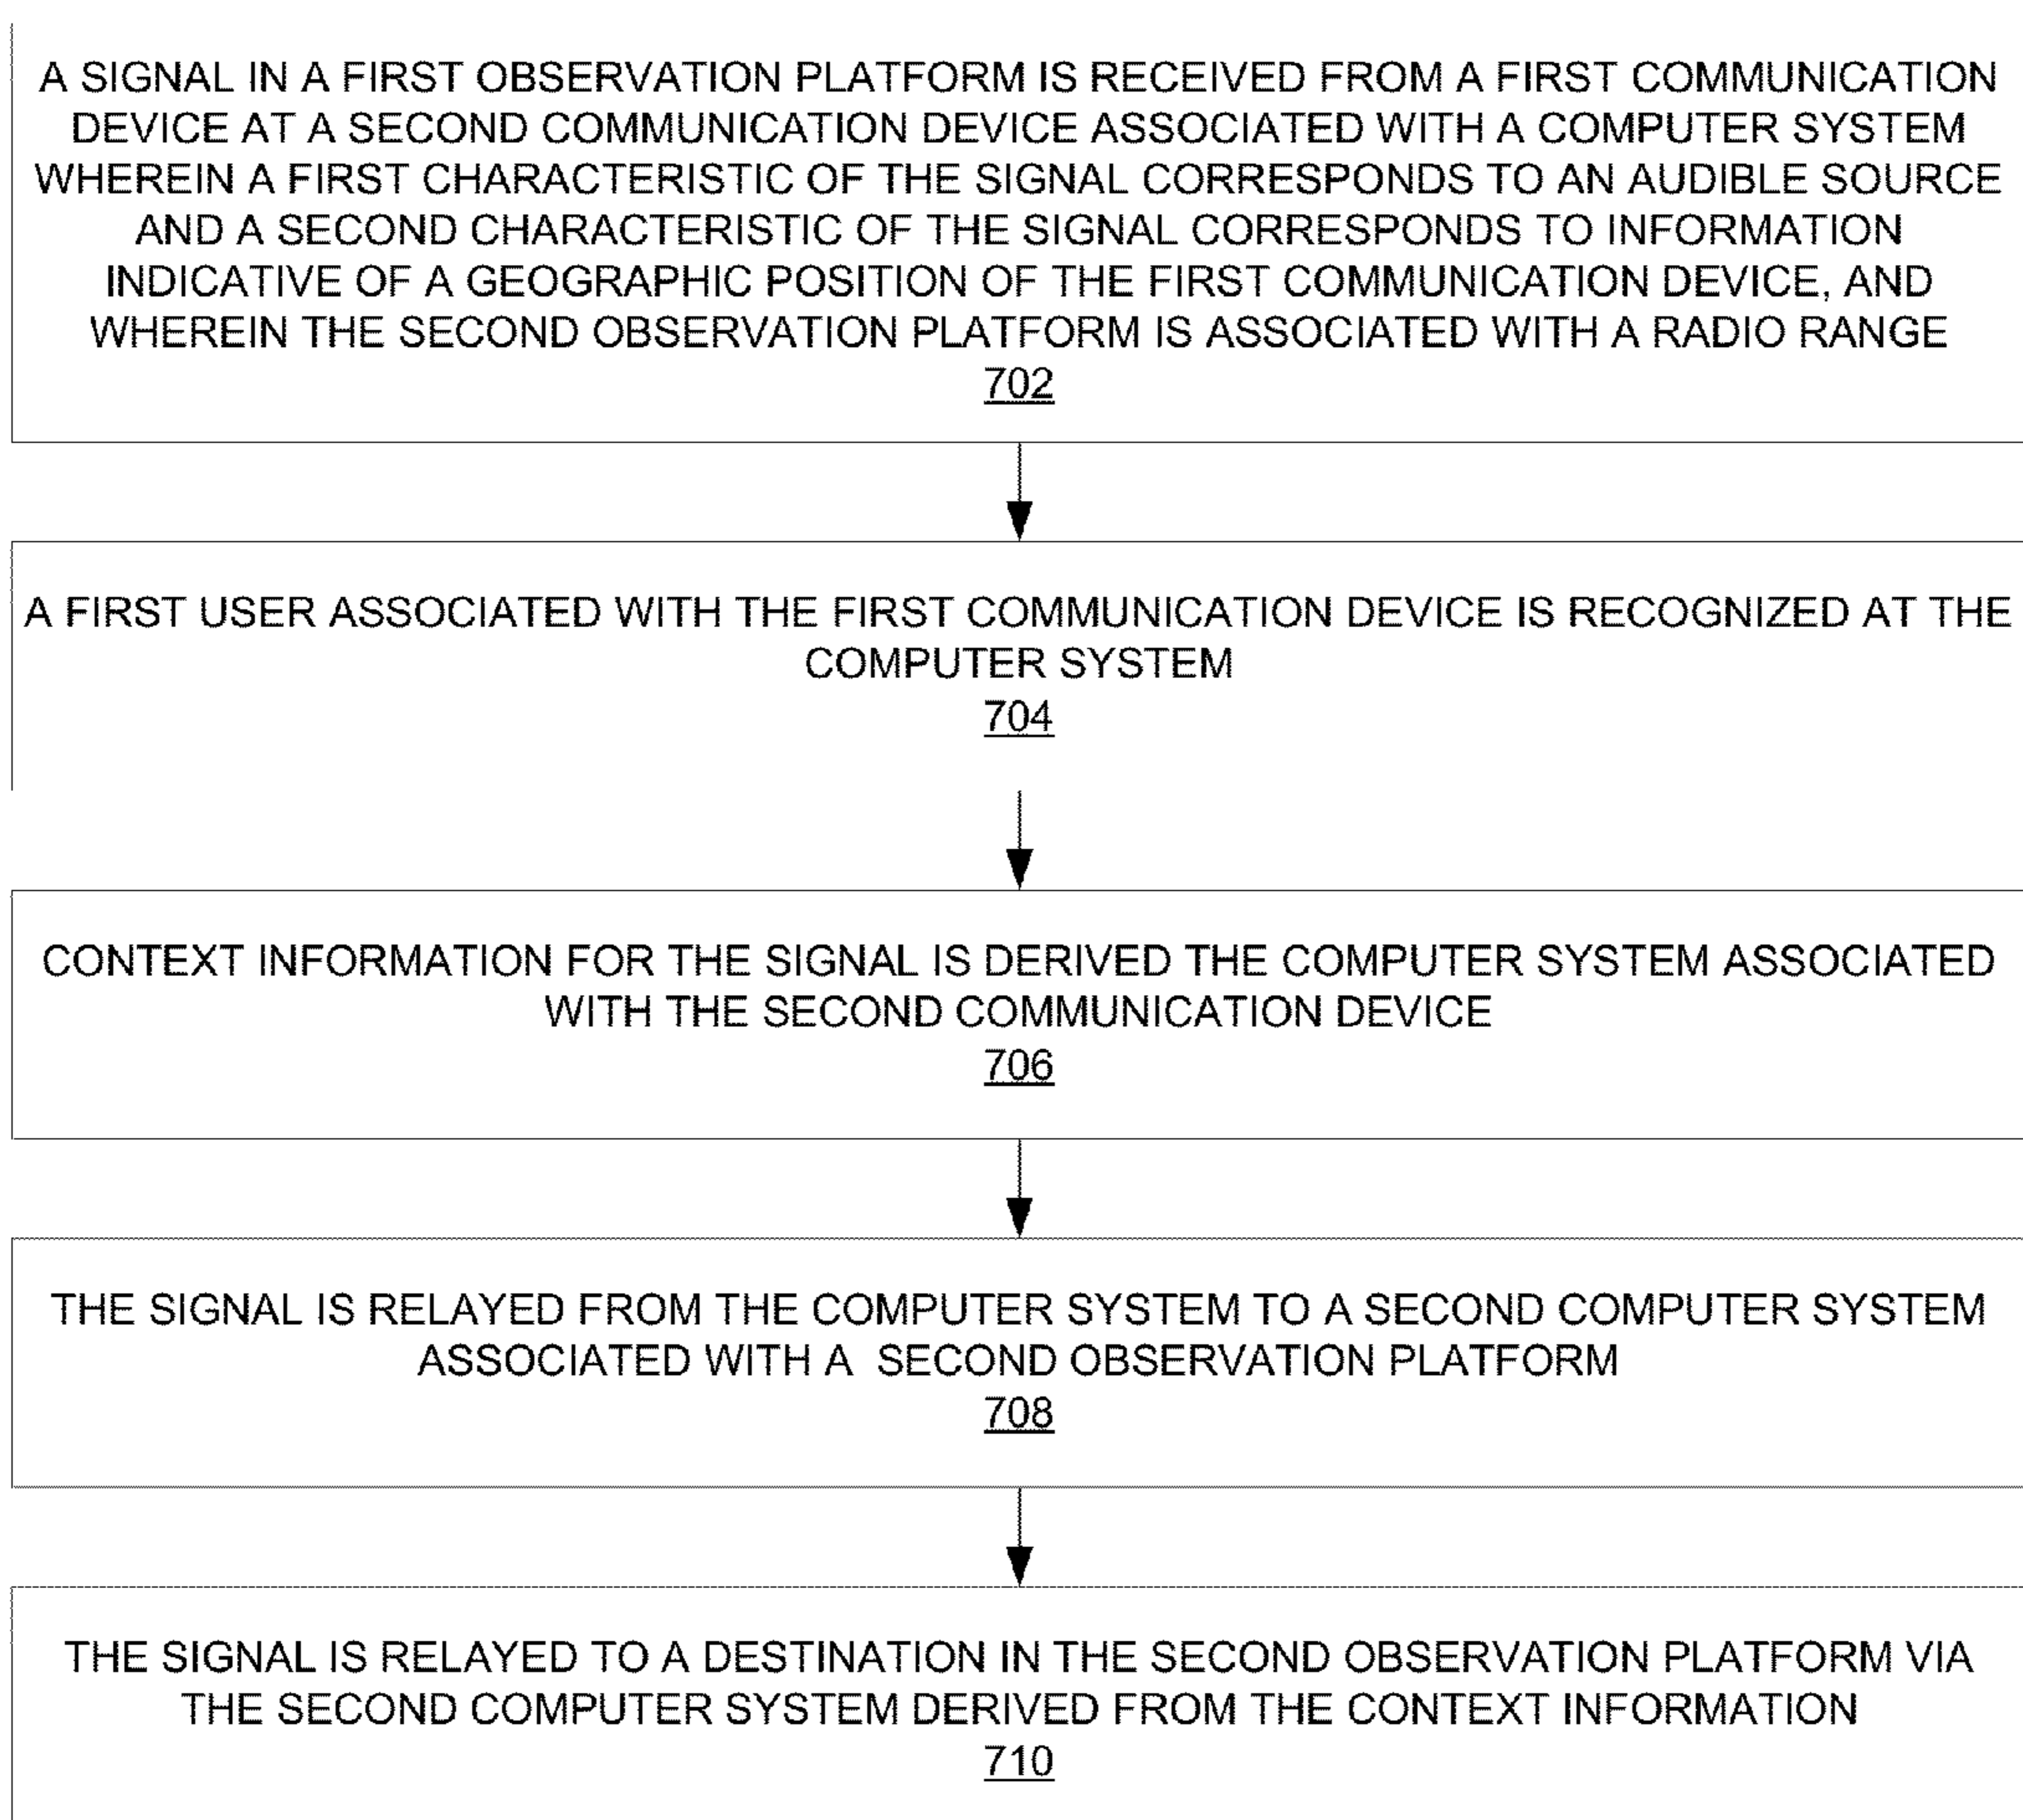 A SIGNAL IN A FIRST OBSERVATION PLATFORM IS RECEIVED FROM A FIRST COMMUNICATION
DEVICE AT A SECOND COMMUNICATION DEVICE ASSOCIATED WITH A COMPUTER SYSTEM
WHEREIN A FIRST CHARACTERISTIC OF THE SIGNAL CORRESPONDS TO AN AUDIBLE SOURCE
AND A SECOND CHARACTERISTIC OF THE SIGNAL CORRESPONDS TO INFORMATION
INDICATIVE OF A GEOGRAPHIC POSITION OF THE FIRST COMMUNICATION DEVICE, AND
WHEREIN THE SECOND OBSERVATION PLATFORM IS ASSOCIATED WITH A RADIO RANGE
702
A FIRST USER ASSOCIATED WITH THE FIRST COMMUNICATION DEVICE IS RECOGNIZED AT THE
COMPUTER SYSTEM
704
CONTEXT INFORMATION FOR THE SIGNAL IS DERIVED THE COMPUTER SYSTEM ASSOCIATED
WITH THE SECOND COMMUNICATION DEVICE
706
THE SIGNAL IS RELAYED FROM THE COMPUTER SYSTEM TO A SECOND COMPUTER SYSTEM
ASSOCIATED WITH A SECOND OBSERVATION PLATFORM
708
THE SIGNAL IS RELAYED TO A DESTINATION IN THE SECOND OBSERVATION PLATFORM VIA
THE SECOND COMPUTER SYSTEM DERIVED FROM THE CONTEXT INFORMATION
710